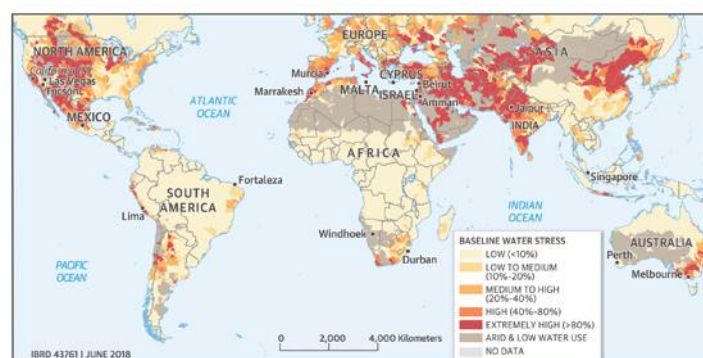 NORTH AMERICA
EUROPE
ASIA
Las Vegas
Tucson
MEXICO
ATLANTIC
OCEAN
Murcia
Marrakesh
MALTA
CYPRUS
ISRAEL
Beirut
Amman
Jaipur
INDIA
AFRICA
SOUTH
AMERICA
Fortaleza
Lima
Singapore
INDIAN
OCEAN
Windhoek
Durban
PACIFIC
OCEAN
AUSTRALIA
Perth
Melbourne
BASELINE WATER STRESS
LOW (<10%)
LOW TO MEDIUM
(10%-20%)
MEDIUM TO HIGH
(20%-40%)
HIGH (40%-80%)
EXTREMELY HIGH (>80%)
ARID & LOW WATER USE
NO DATA
0 2,000 4,000 Kilometers
IBRD 43761 | JUNE 2018